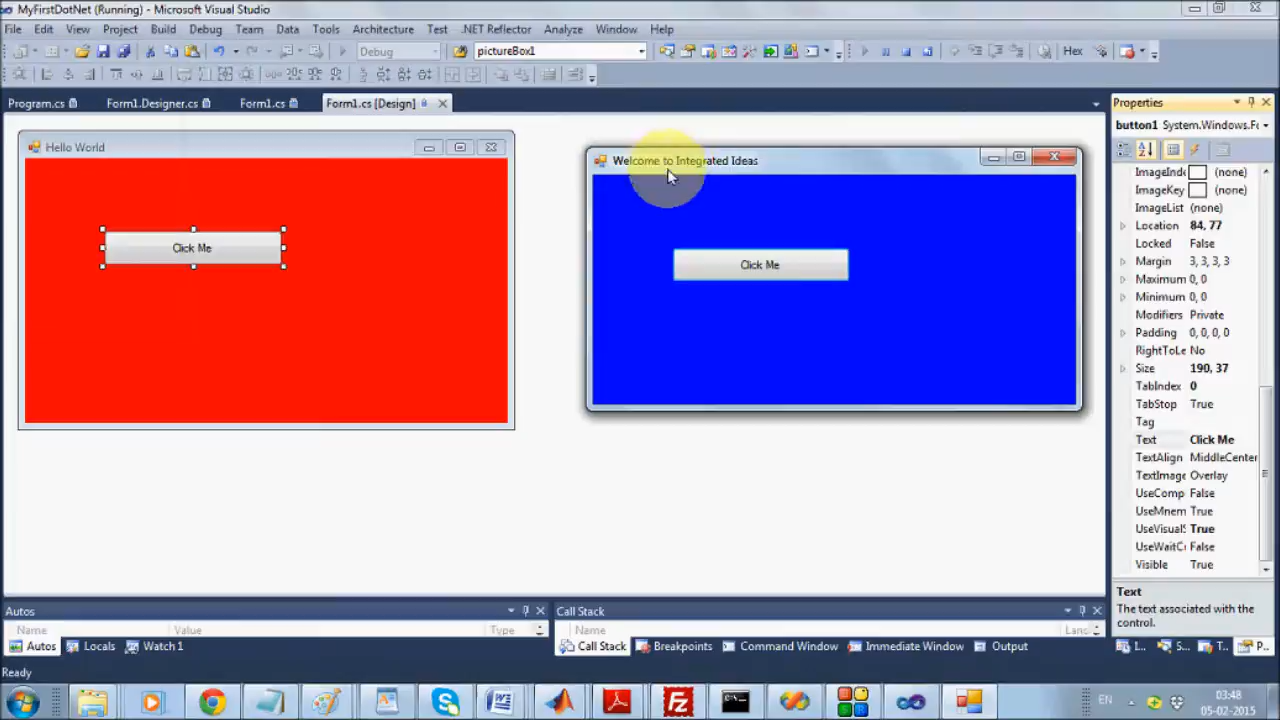 MyFirstDotNet (Running) - Microsoft Visual Studio
File Edit View Project Build Debug Team Data Tools Architecture Test .NET Reflector Analyze Window Help
Debug pictureBox1 Hex
Program.cs Form1.Designer.cs Form1.cs Form1.cs [Design]
Hello World
Click Me
Welcome to Integrated Ideas
Click Me
Properties
button1 System.Windows.Fo
ImageInde (none)
ImageKey (none)
ImageList (none)
Location 84, 77
Locked False
Margin 3, 3, 3, 3
Maximum 0, 0
Minimum 0, 0
Modifiers Private
Padding 0, 0, 0, 0
RightToLe No
Size 190, 37
TabIndex 0
TabStop True
Tag
Text Click Me
TextAlign MiddleCenter
TextImage Overlay
UseComp False
UseMnem True
UseVisualS True
UseWaitCu False
Visible True
Text
The text associated with the
control.
Autos
Name Value Type
Autos Locals Watch 1
Call Stack
Name Lang
Call Stack Breakpoints Command Window Immediate Window Output
L... S... T... P...
Ready
EN
03:48
05-02-2015